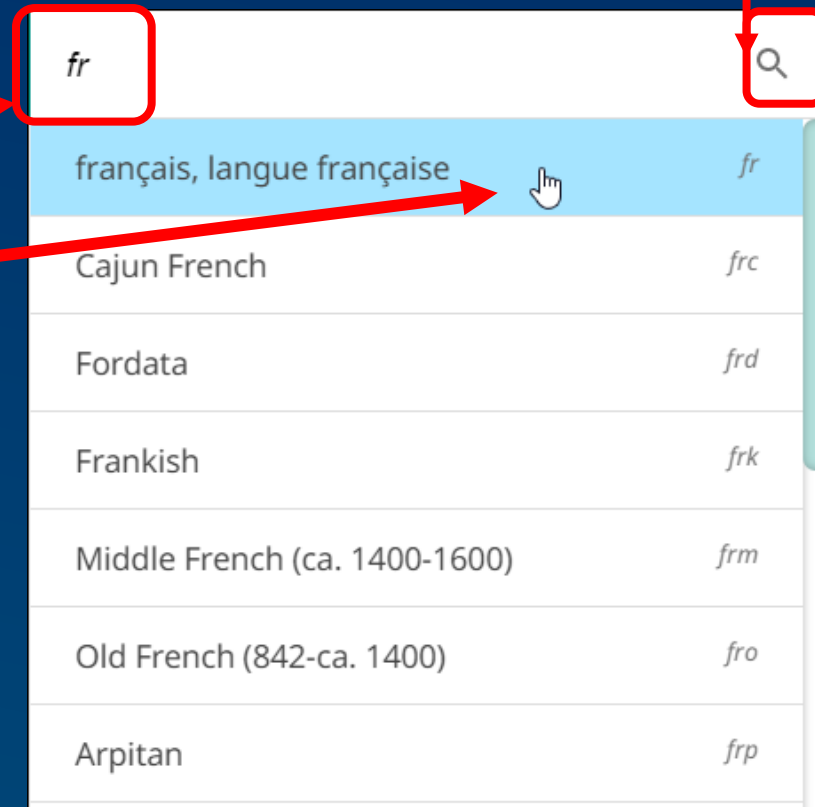 fr
français, langue française fr
Cajun French frc
Fordata frd
Frankish frk
Middle French (ca. 1400-1600) frm
Old French (842-ca. 1400) fro
Arpitan frp